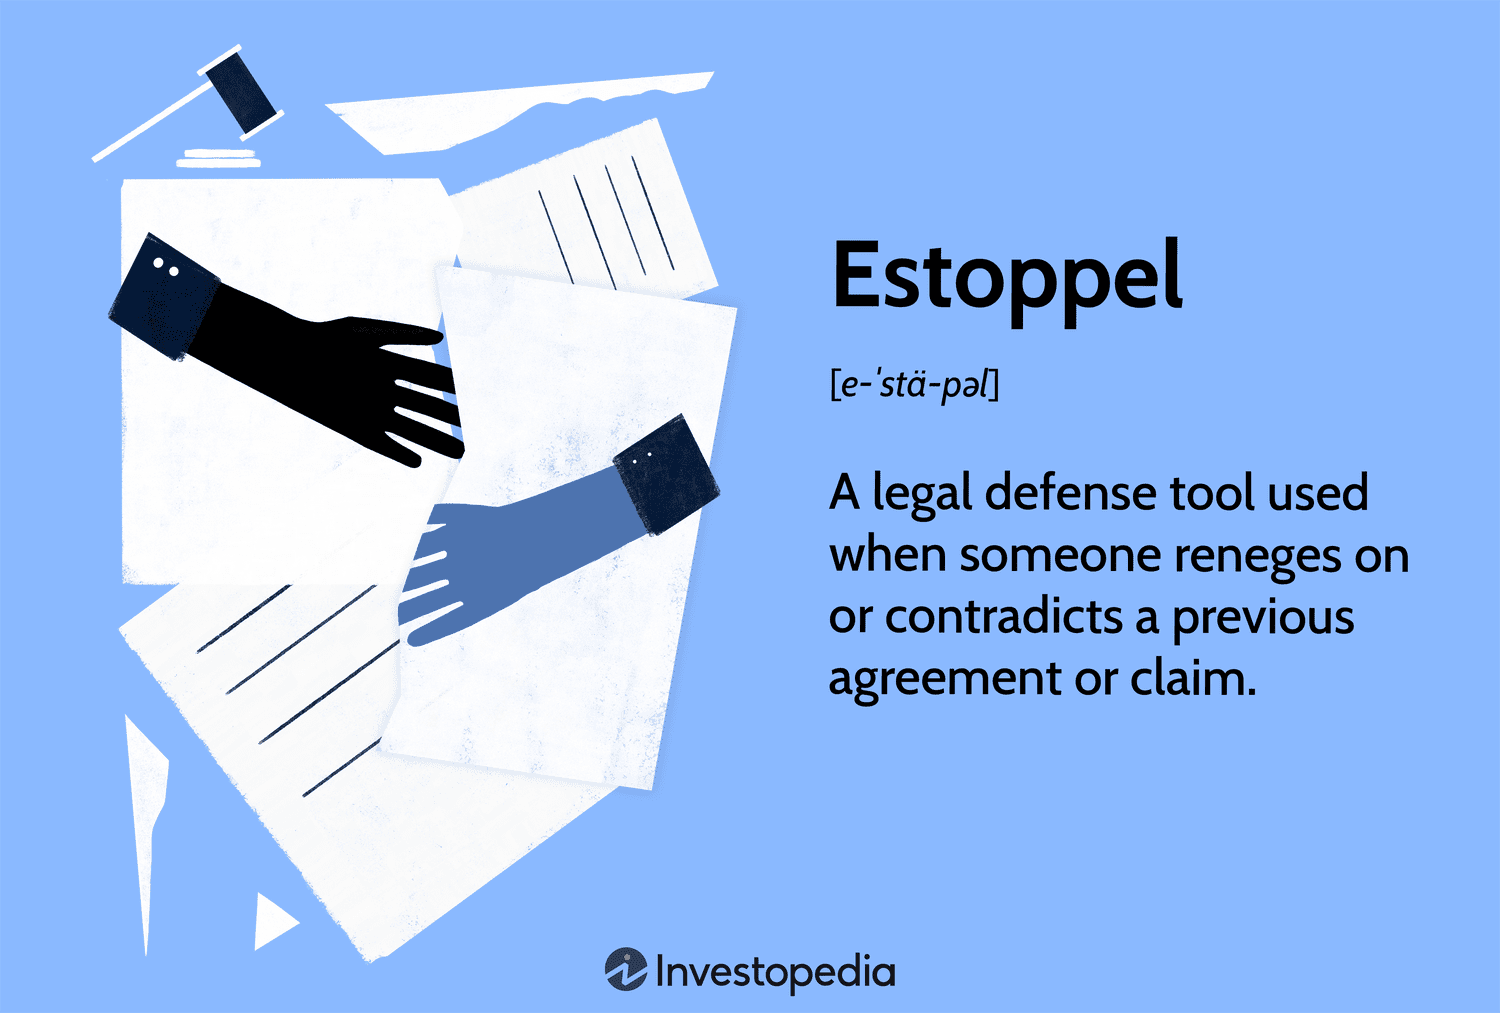 Estoppel
[e-ˈstä-pəl]
A legal defense tool used
when someone reneges on
or contradicts a previous
agreement or claim.
Investopedia